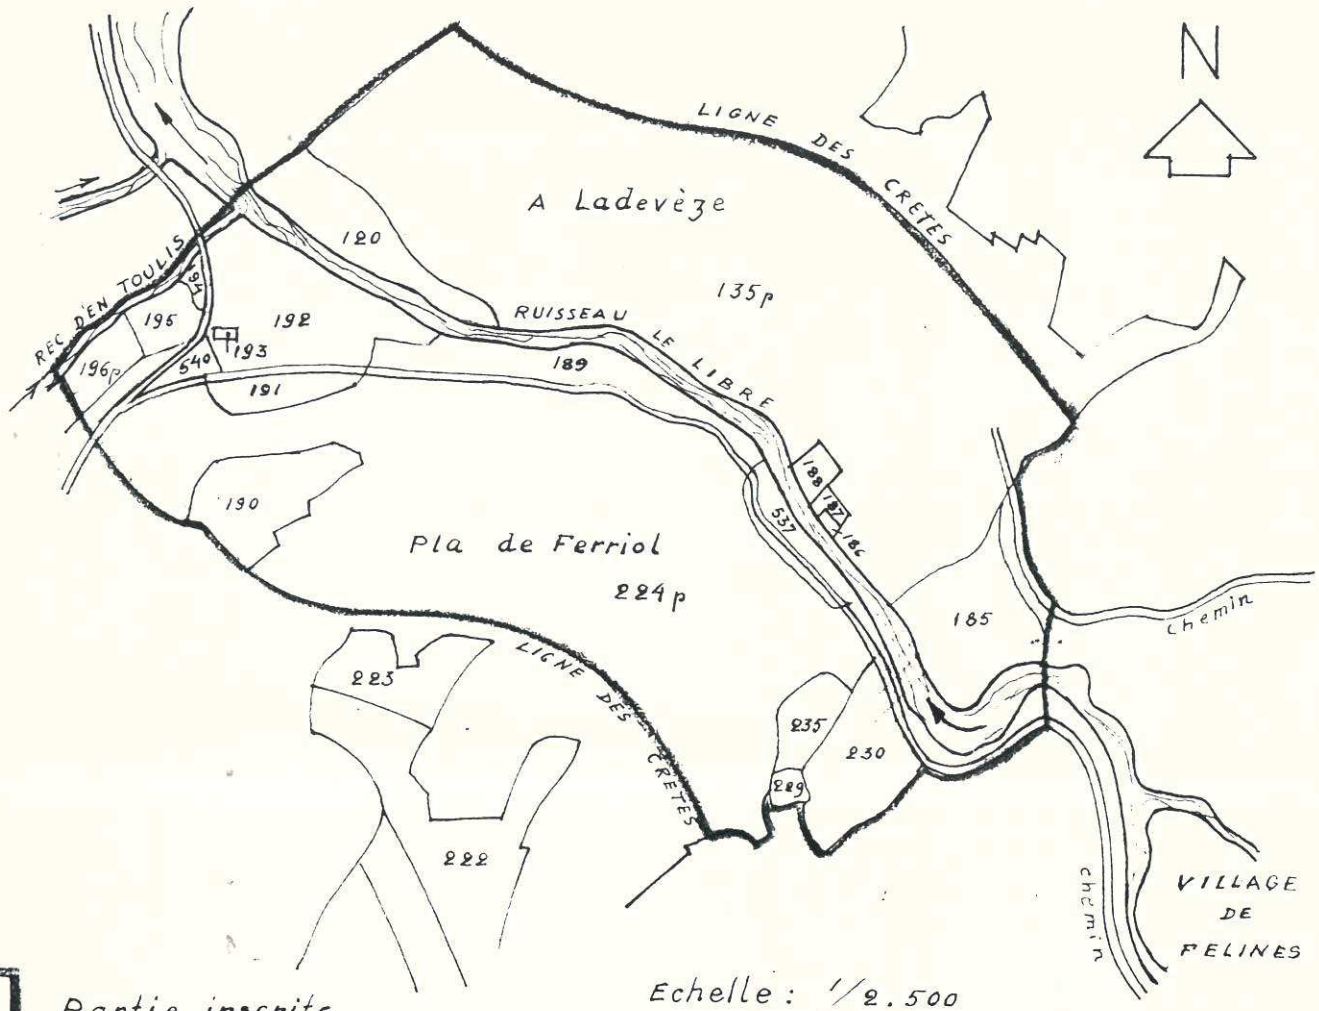 N
LIGNE DES CRETES
A Ladevèze
120
135p
REC D'EN TOULIS
194
195
192
RUISSEAU LE LIBRE
193
196p
540
189
191
188
190
187
537
186
Pla de Ferriol
224p
185
chemin
LIGNE DES CRETES
223
235
230
229
222
chemin
VILLAGE
DE
FELINES
Echelle : 1/2.500
Partie inscrite